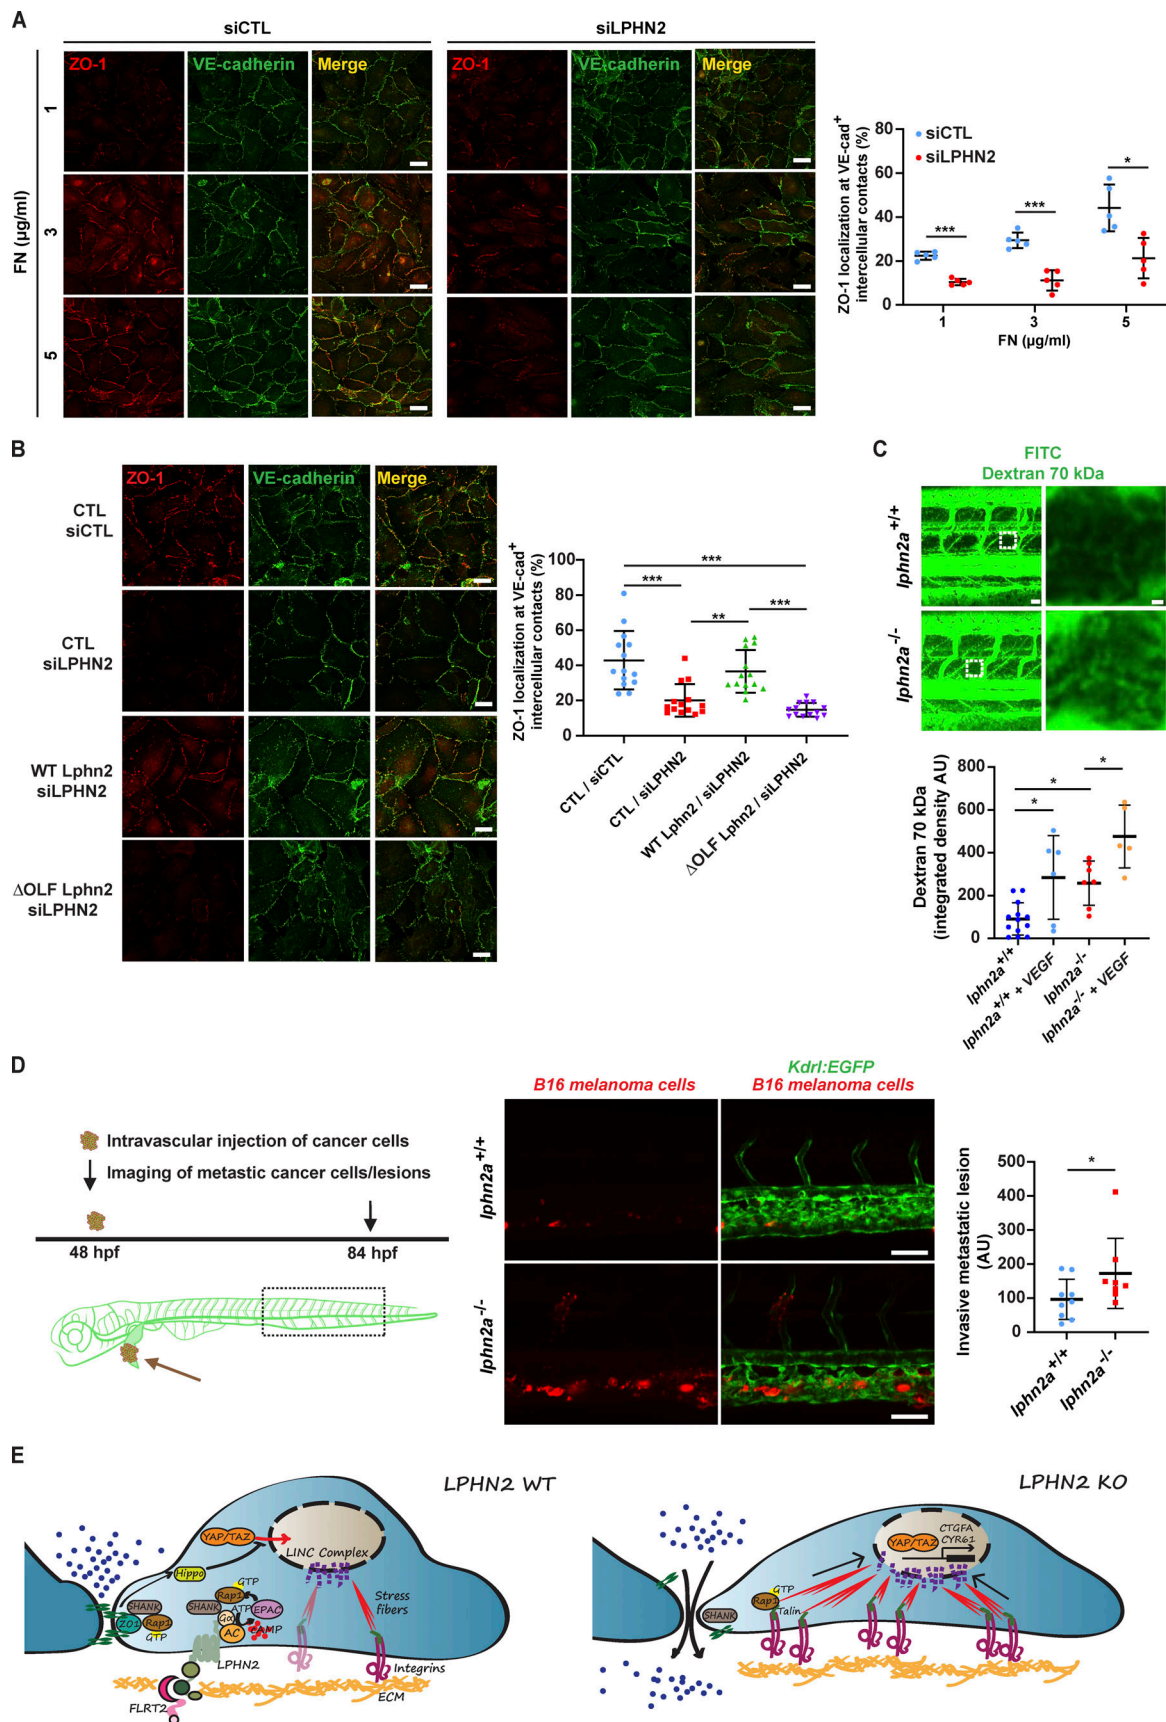 A
siCTL
siLPHN2
ZO-1 VE-cadherin Merge ZO-1 VE-cadherin Merge
FN (µg/ml)
1
3
5
ZO-1 localization at VE-cad+
intercellular contacts (%)
80
60
40
20
0
siCTL
siLPHN2
***
***
*
1 3 5
FN (µg/ml)
B
ZO-1 VE-cadherin Merge
CTL
siCTL
CTL
siLPHN2
WT Lphn2
siLPHN2
ΔOLF Lphn2
siLPHN2
ZO-1 localization at VE-cad+
intercellular contacts (%)
100
80
60
40
20
0
***
***
**
***
CTL / siCTL
CTL / siLPHN2
WT Lphn2 / siLPHN2
ΔOLF Lphn2 / siLPHN2
C
FITC
Dextran 70 kDa
lphn2a+/+
lphn2a-/-
Dextran 70 kDa
(integrated density AU)
800
600
400
200
0
*
*
*
lphn2a+/+
lphn2a+/+ + VEGF
lphn2a-/-
lphn2a-/- + VEGF
D
Intravascular injection of cancer cells
Imaging of metastic cancer cells/lesions
48 hpf
84 hpf
B16 melanoma cells
Kdrl:EGFP
B16 melanoma cells
lphn2a+/+
lphn2a-/-
Invasive metastatic lesion
(AU)
500
400
300
200
100
0
*
lphn2a+/+
lphn2a-/-
E
LPHN2 WT
YAP/TAZ
LINC Complex
Hippo
SHANK
ZO1
Rap1
GTP
SHANK
Rap1
GTP
ATP
EPAC
Gα
AC
cAMP
Stress
fibers
LPHN2
Integrins
ECM
FLRT2
LPHN2 KO
YAP/TAZ
CTGFA
CYR61
SHANK
Rap1
GTP
Talin